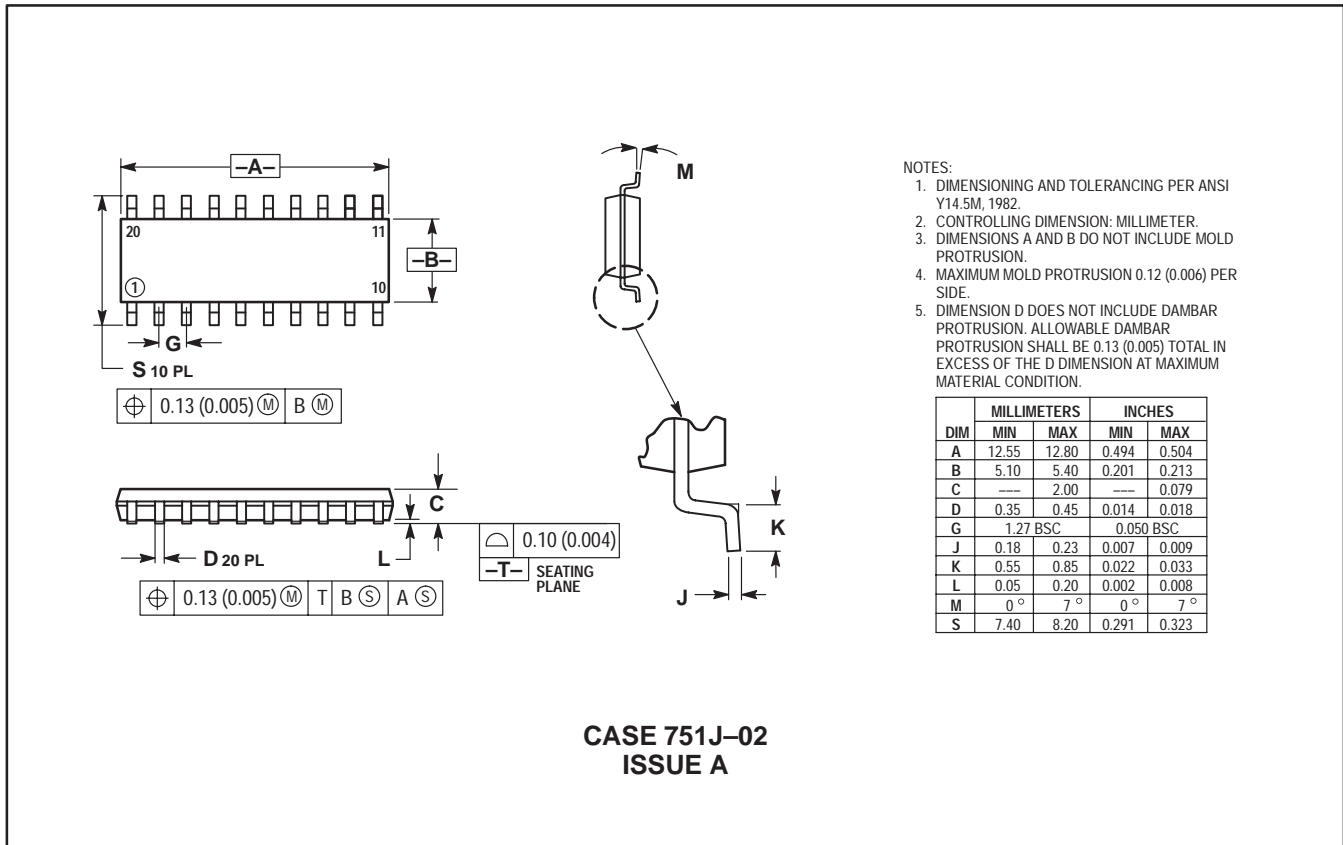 –A–
20
11
–B–
1
10
G
S 10 PL
⌖ 0.13 (0.005) Ⓜ B Ⓜ
M
C
L
D 20 PL
⌖ 0.13 (0.005) Ⓜ T B Ⓢ A Ⓢ
⌓ 0.10 (0.004)
–T– SEATING
PLANE
K
J
NOTES:
1. DIMENSIONING AND TOLERANCING PER ANSI
Y14.5M, 1982.
2. CONTROLLING DIMENSION: MILLIMETER.
3. DIMENSIONS A AND B DO NOT INCLUDE MOLD
PROTRUSION.
4. MAXIMUM MOLD PROTRUSION 0.12 (0.006) PER
SIDE.
5. DIMENSION D DOES NOT INCLUDE DAMBAR
PROTRUSION. ALLOWABLE DAMBAR
PROTRUSION SHALL BE 0.13 (0.005) TOTAL IN
EXCESS OF THE D DIMENSION AT MAXIMUM
MATERIAL CONDITION.
MILLIMETERS INCHES
DIM MIN MAX MIN MAX
A 12.55 12.80 0.494 0.504
B 5.10 5.40 0.201 0.213
C ––– 2.00 ––– 0.079
D 0.35 0.45 0.014 0.018
G 1.27 BSC 0.050 BSC
J 0.18 0.23 0.007 0.009
K 0.55 0.85 0.022 0.033
L 0.05 0.20 0.002 0.008
M 0 ° 7 ° 0 ° 7 °
S 7.40 8.20 0.291 0.323
CASE 751J–02
ISSUE A